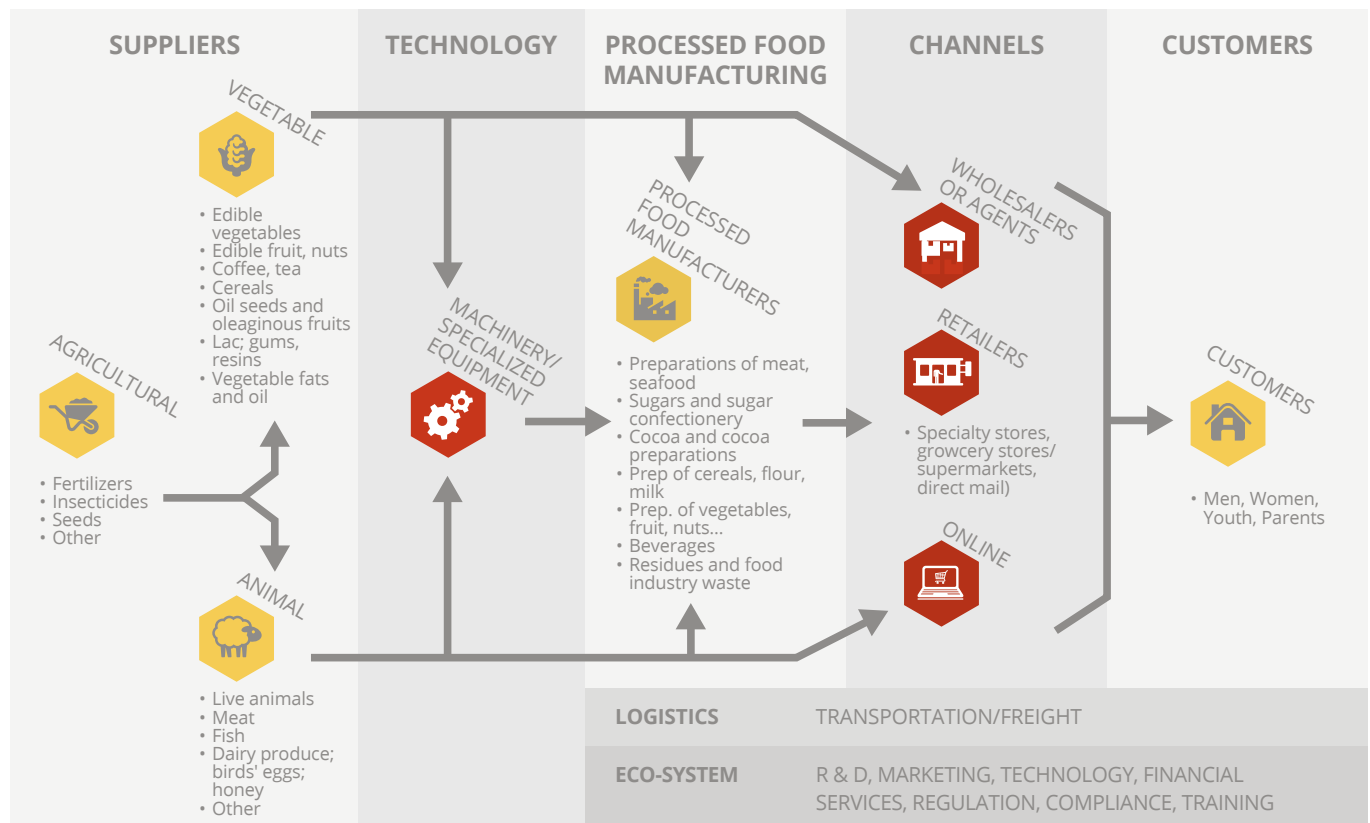 SUPPLIERS
TECHNOLOGY
PROCESSED FOOD
MANUFACTURING
CHANNELS
CUSTOMERS
AGRICULTURAL
• Fertilizers
• Insecticides
• Seeds
• Other
VEGETABLE
• Edible
vegetables
• Edible fruit, nuts
• Coffee, tea
• Cereals
• Oil seeds and
oleaginous fruits
• Lac; gums,
resins
• Vegetable fats
and oil
ANIMAL
• Live animals
• Meat
• Fish
• Dairy produce;
birds' eggs;
honey
• Other
MACHINERY/
SPECIALIZED
EQUIPMENT
PROCESSED
FOOD
MANUFACTURERS
• Preparations of meat,
seafood
• Sugars and sugar
confectionery
• Cocoa and cocoa
preparations
• Prep of cereals, flour,
milk
• Prep. of vegetables,
fruit, nuts...
• Beverages
• Residues and food
industry waste
WHOLESALERS
OR AGENTS
RETAILERS
• Specialty stores,
growcery stores/
supermarkets,
direct mail)
ONLINE
CUSTOMERS
• Men, Women,
Youth, Parents
LOGISTICS
TRANSPORTATION/FREIGHT
ECO-SYSTEM
R & D, MARKETING, TECHNOLOGY, FINANCIAL
SERVICES, REGULATION, COMPLIANCE, TRAINING